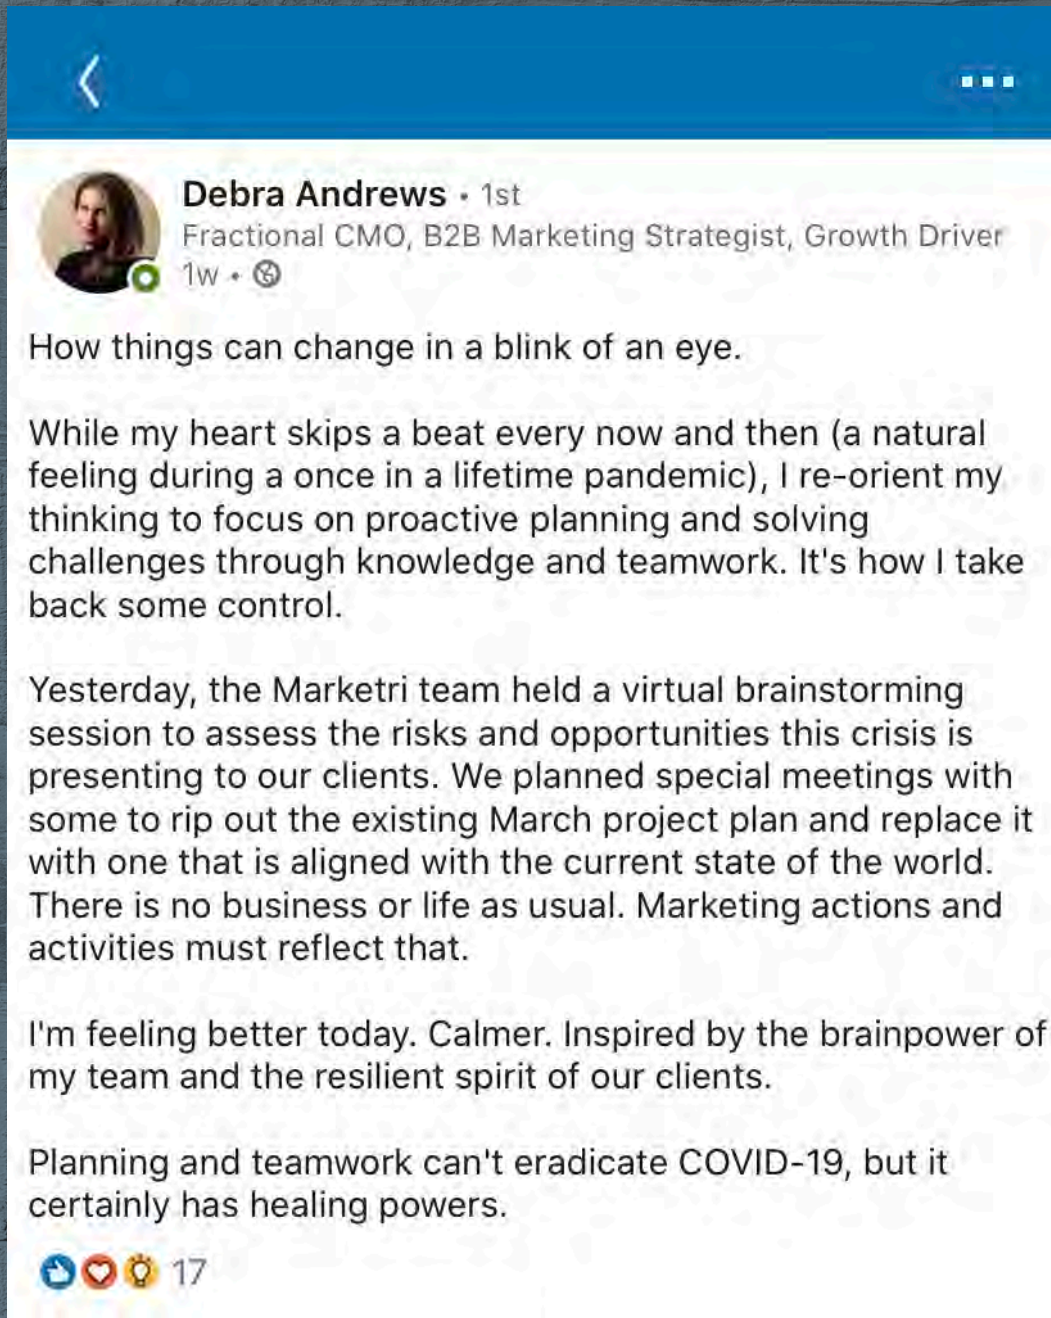 Debra Andrews • 1st
Fractional CMO, B2B Marketing Strategist, Growth Driver
1w •
How things can change in a blink of an eye.
While my heart skips a beat every now and then (a natural
feeling during a once in a lifetime pandemic), I re-orient my
thinking to focus on proactive planning and solving
challenges through knowledge and teamwork. It's how I take
back some control.
Yesterday, the Marketri team held a virtual brainstorming
session to assess the risks and opportunities this crisis is
presenting to our clients. We planned special meetings with
some to rip out the existing March project plan and replace it
with one that is aligned with the current state of the world.
There is no business or life as usual. Marketing actions and
activities must reflect that.
I'm feeling better today. Calmer. Inspired by the brainpower of
my team and the resilient spirit of our clients.
Planning and teamwork can't eradicate COVID-19, but it
certainly has healing powers.
17